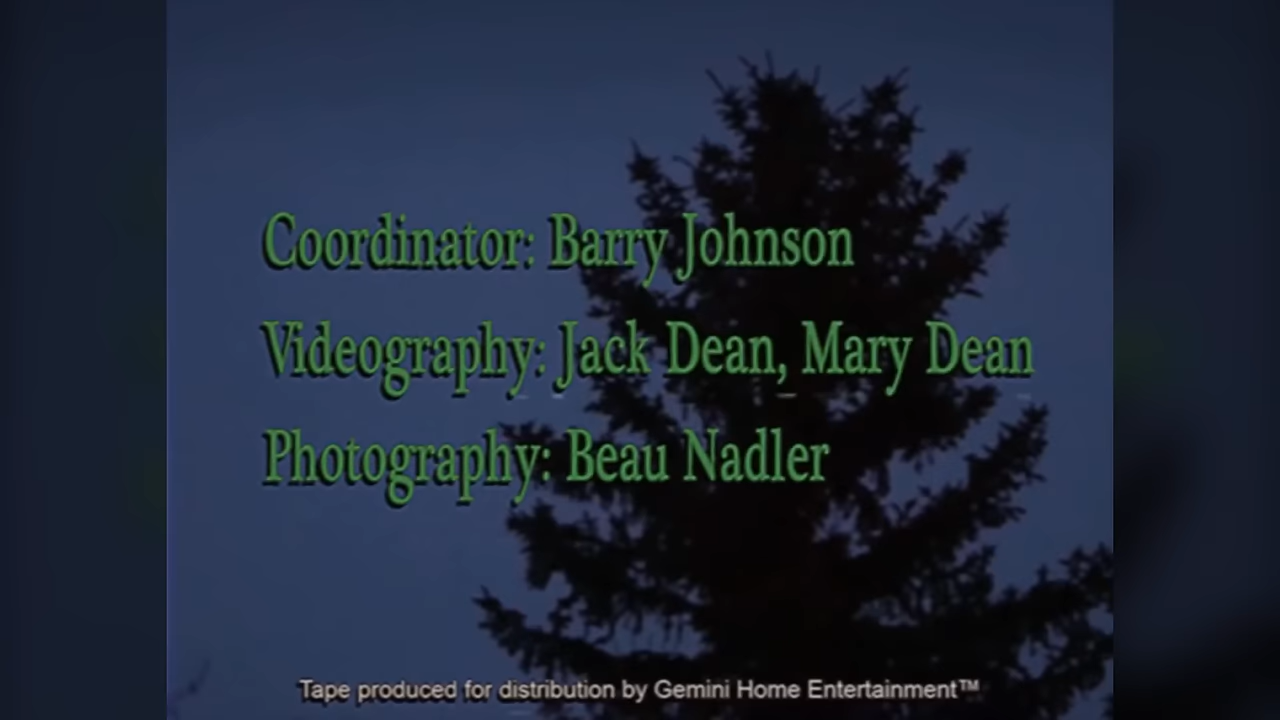 Coordinator: Barry Johnson
Videography: Jack Dean, Mary Dean
Photography: Beau Nadler
Tape produced for distribution by Gemini Home Entertainment™